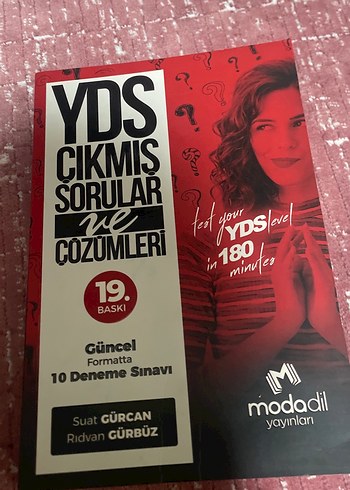 YDS
ÇIKMIŞ
SORULAR
ve
ÇÖZÜMLERİ
19.
BASKI
Güncel
Formatta
10 Deneme Sınavı
Suat GÜRCAN
Rıdvan GÜRBÜZ
test your
YDS level
in 180
minutes
modadil
yayınları